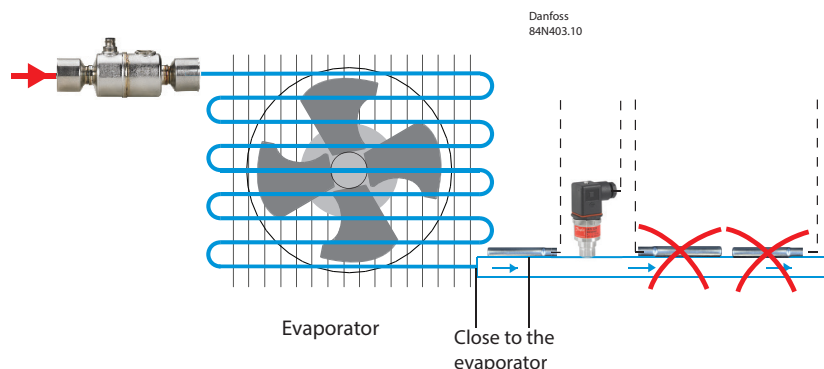 Danfoss
84N403.10
Evaporator
Close to the
evaporator